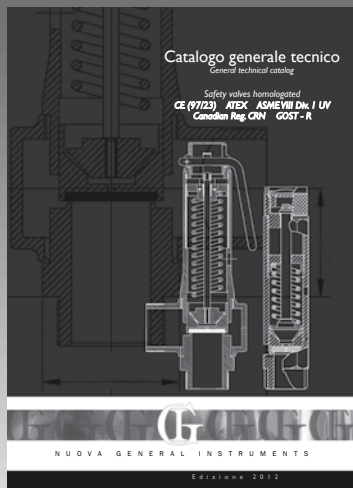 Catalogo generale tecnico
General technical catalog
Safety valves homologated
CE (97/23) ATEX ASME VIII Div. I UV
Canadian Reg. CRN GOST - R
G
NUOVA GENERAL INSTRUMENTS
Edizione 2012